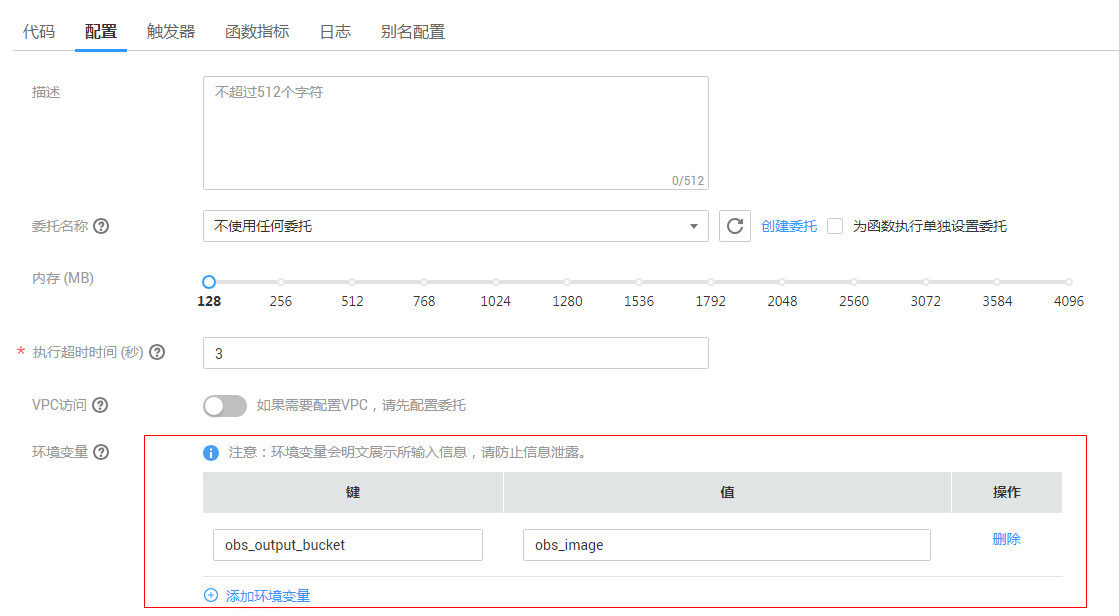 代码 配置 触发器 函数指标 日志 别名配置
描述 不超过512个字符
0/512
委托名称 不使用任何委托 创建委托 为函数执行单独设置委托
内存 (MB)
128 256 512 768 1024 1280 1536 1792 2048 2560 3072 3584 4096
* 执行超时时间 (秒) 3
VPC访问 如果需要配置VPC，请先配置委托
环境变量 注意：环境变量会明文展示所输入信息，请防止信息泄露。
键 值 操作
obs_output_bucket obs_image 删除
添加环境变量